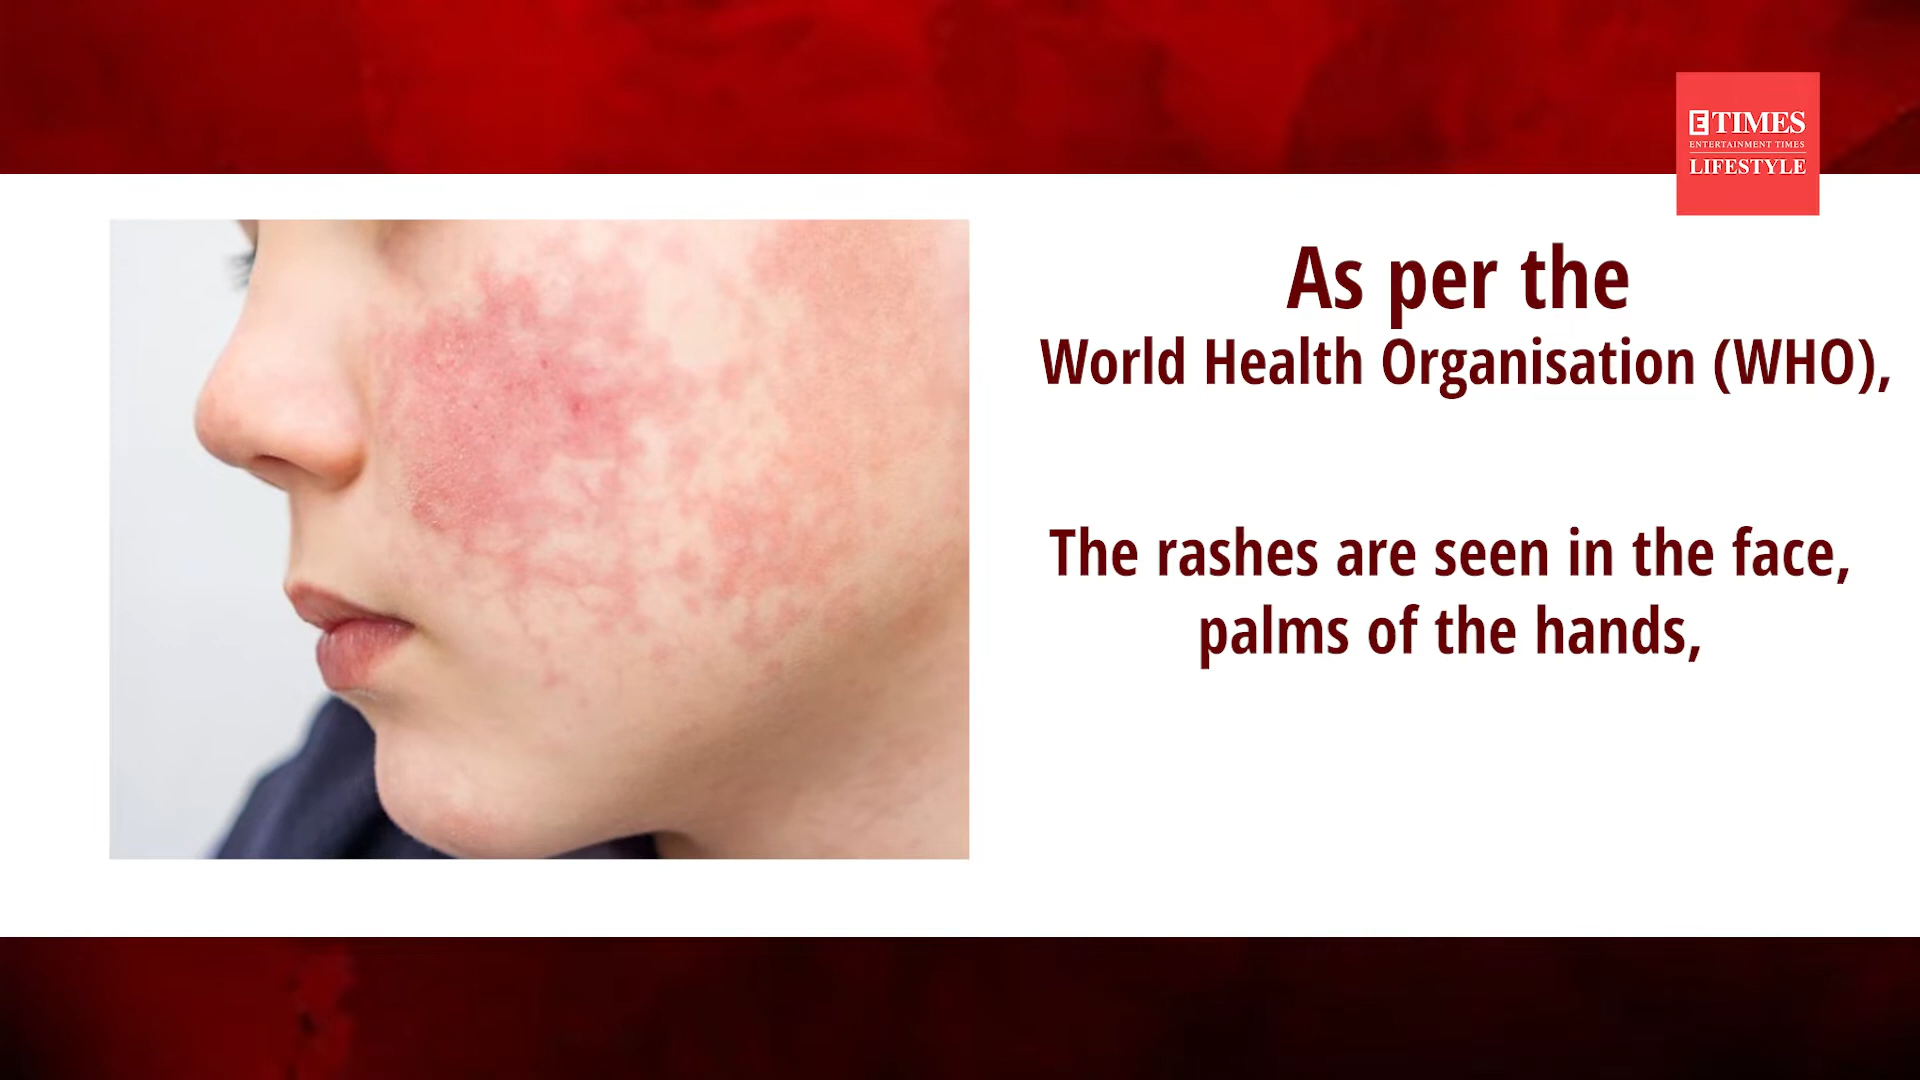 ETIMES
ENTERTAINMENT TIMES
LIFESTYLE
As per the
World Health Organisation (WHO),
The rashes are seen in the face,
palms of the hands,